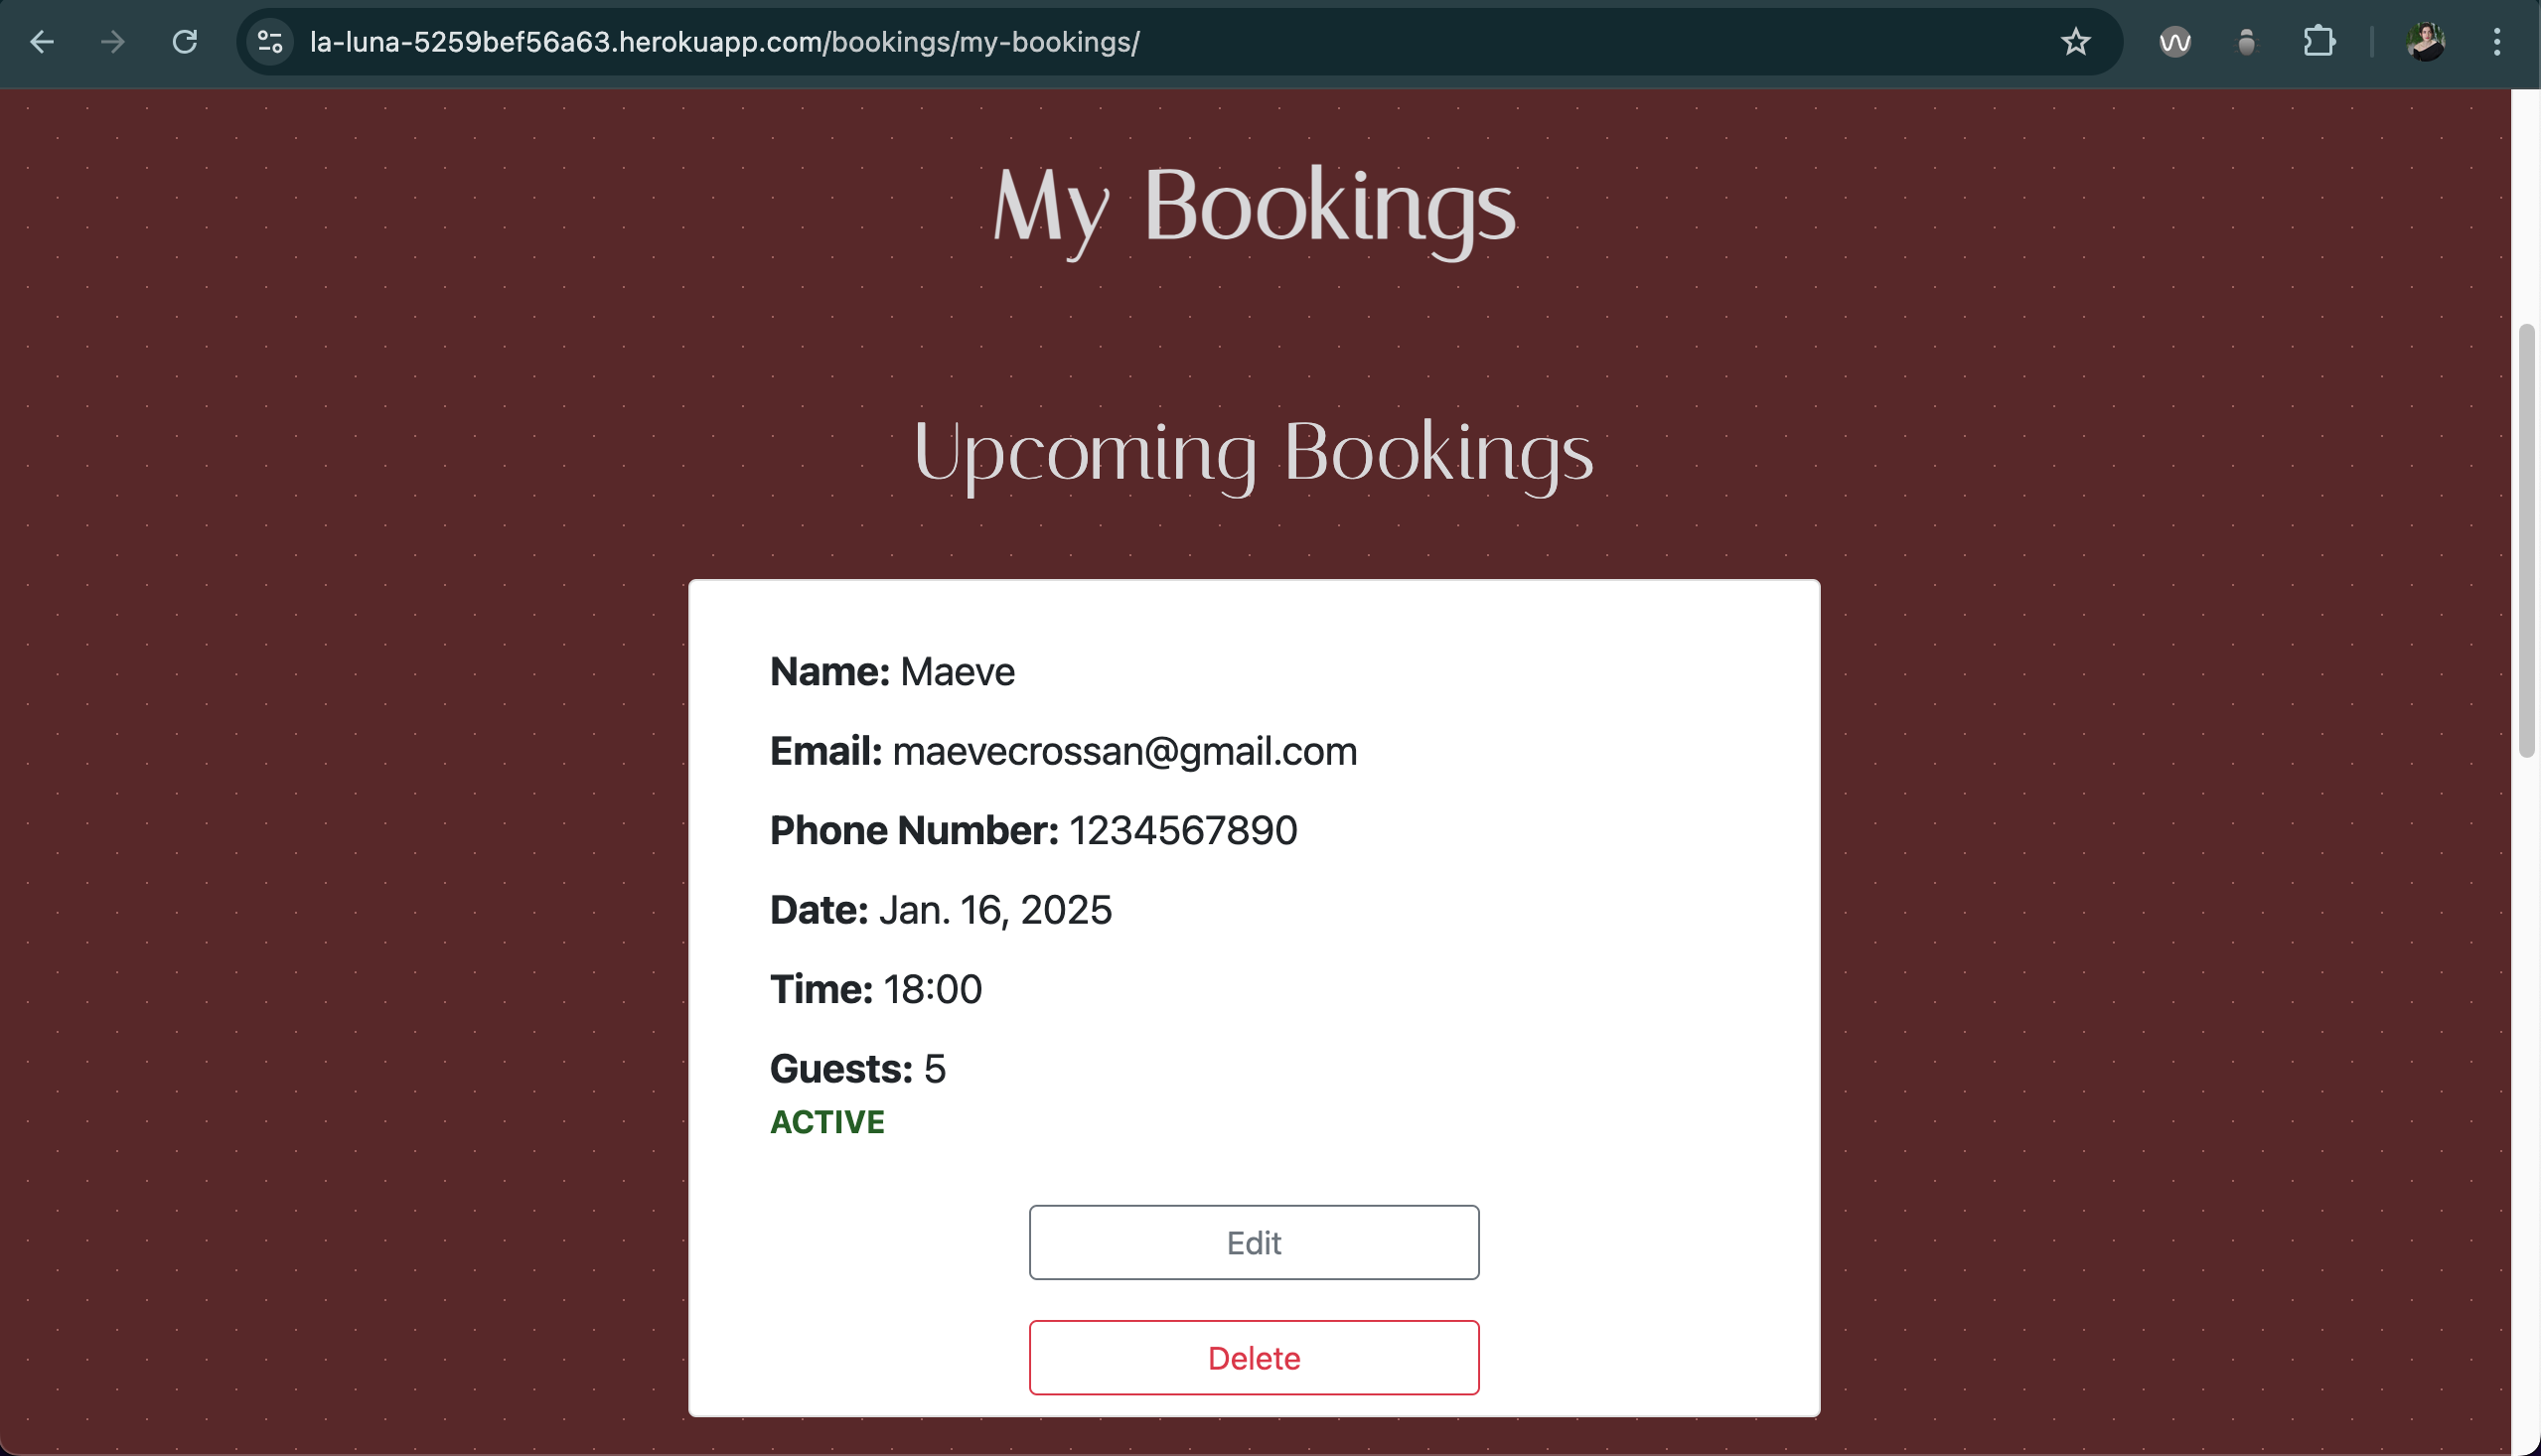 la-luna-5259bef56a63.herokuapp.com/bookings/my-bookings/
My Bookings
Upcoming Bookings
Name: Maeve
Email: maevecrossan@gmail.com
Phone Number: 1234567890
Date: Jan. 16, 2025
Time: 18:00
Guests: 5
ACTIVE
Edit
Delete